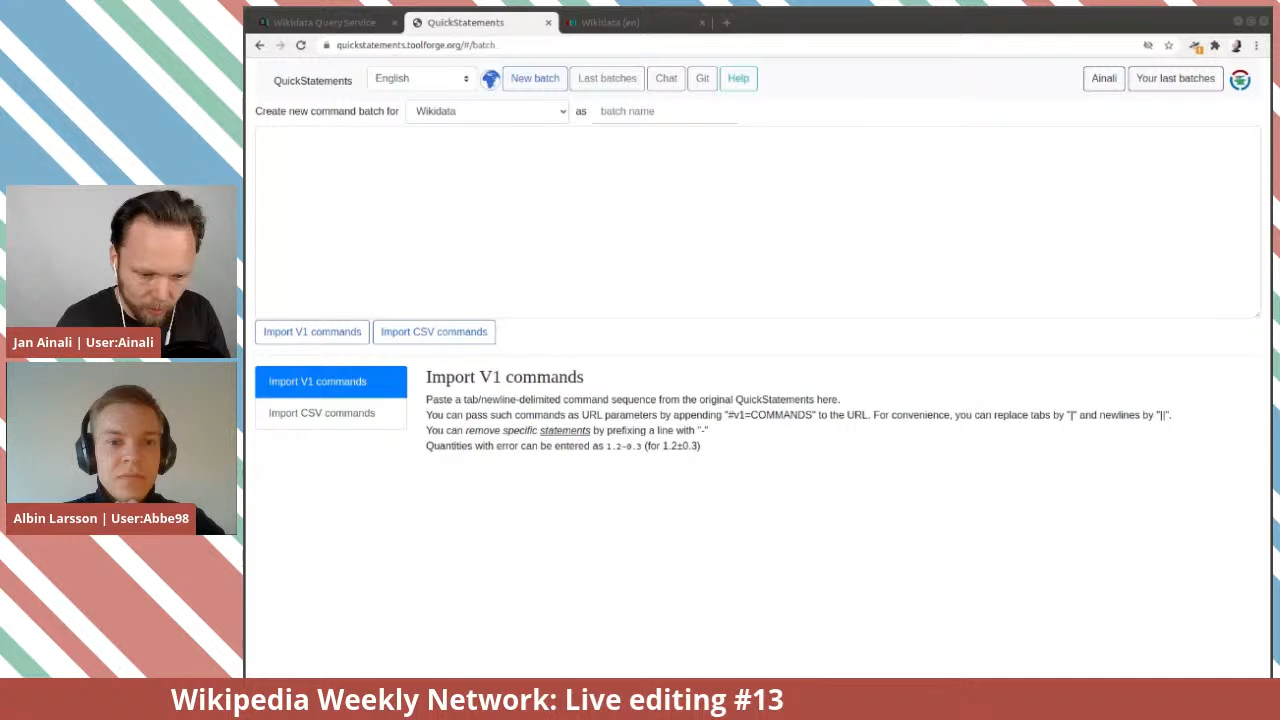 Wikidata Query Service
QuickStatements
Wikidata (en)
quickstatements.toolforge.org/#/batch
QuickStatements
English
New batch
Last batches
Chat
Git
Help
Ainali
Your last batches
Create new command batch for
Wikidata
as
batch name
Import V1 commands
Import CSV commands
Import V1 commands
Import CSV commands
Import V1 commands
Paste a tab/newline-delimited command sequence from the original QuickStatements here.
You can pass such commands as URL parameters by appending "#v1=COMMANDS" to the URL. For convenience, you can replace tabs by "|" and newlines by "||".
You can remove specific statements by prefixing a line with "-"
Quantities with error can be entered as 1.2~0.3 (for 1.2±0.3)
Jan Ainali | User:Ainali
Albin Larsson | User:Abbe98
Wikipedia Weekly Network: Live editing #13